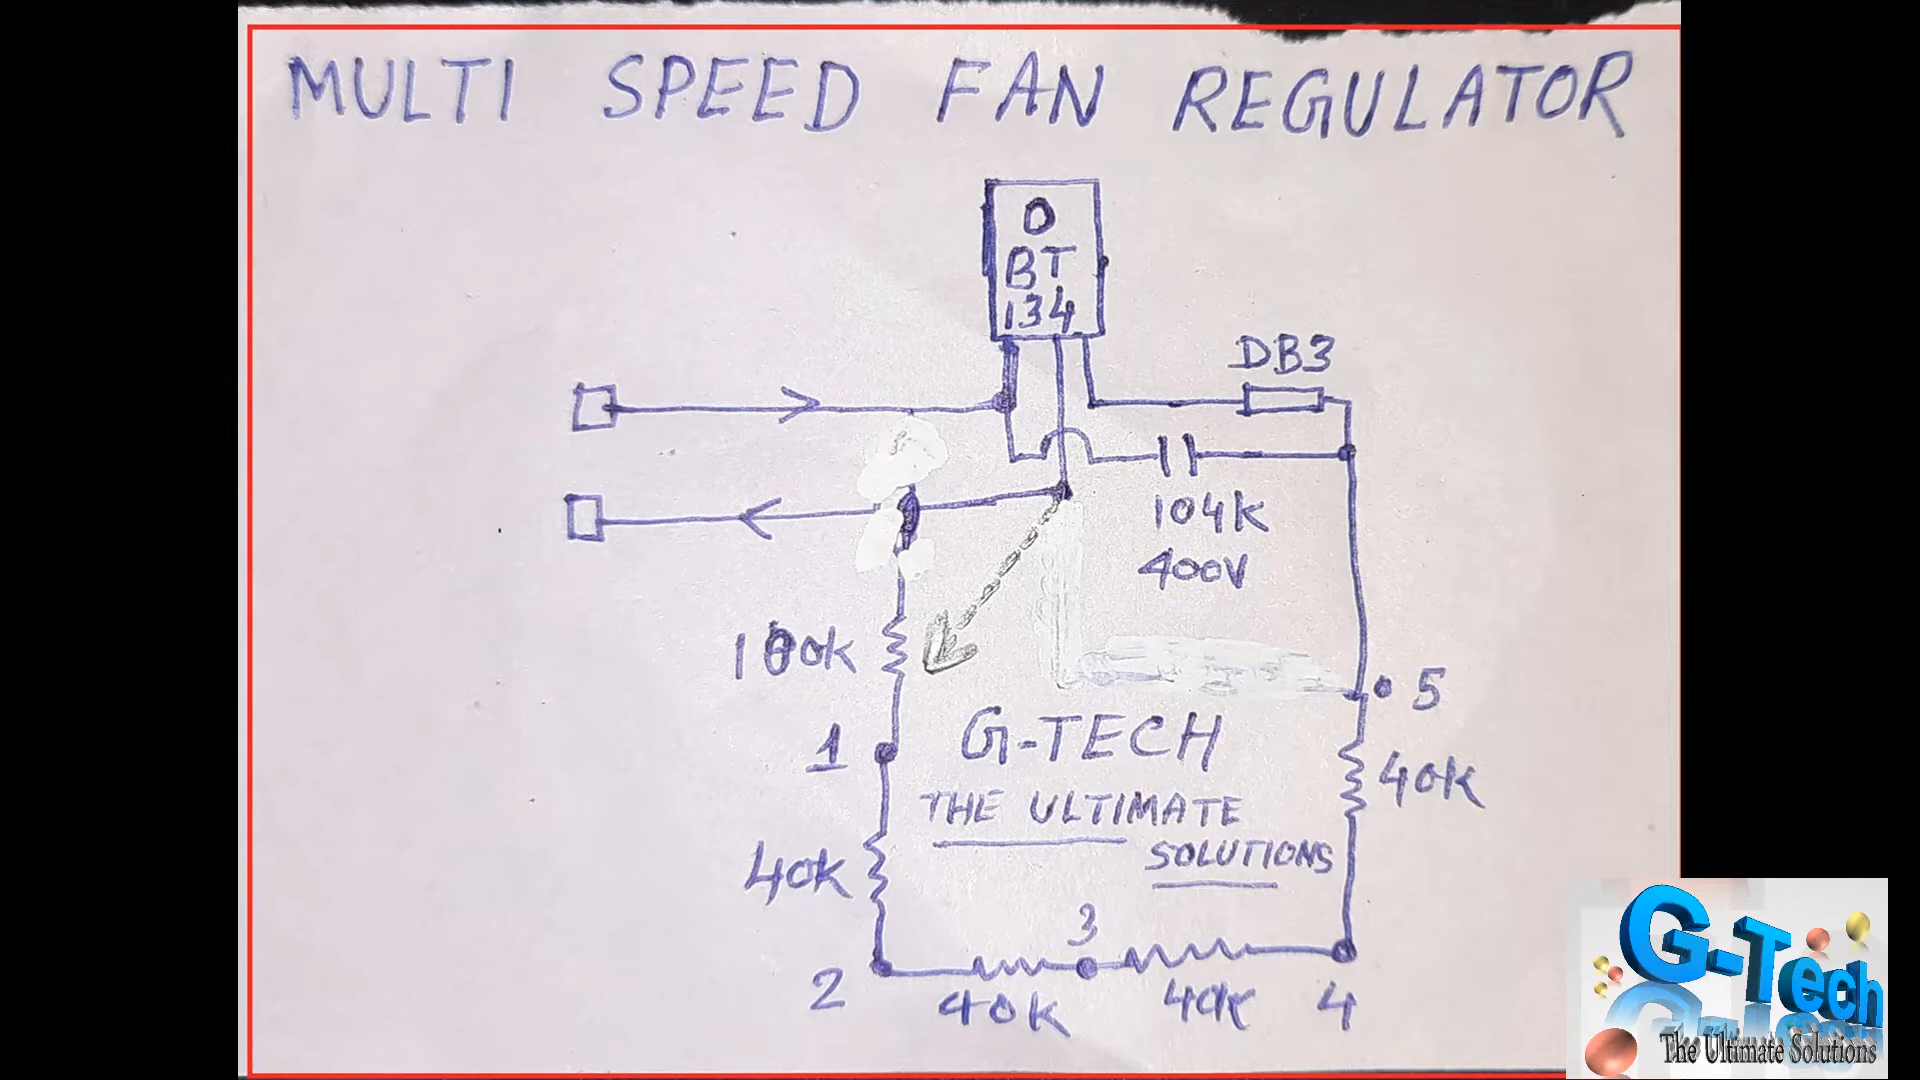 MULTI SPEED FAN REGULATOR
O
BT
134
DB3
104K
400V
100K
5
G-TECH
1
40K
THE ULTIMATE
SOLUTIONS
40K
3
2
40K
40K
4
G-Tech
The Ultimate Solutions